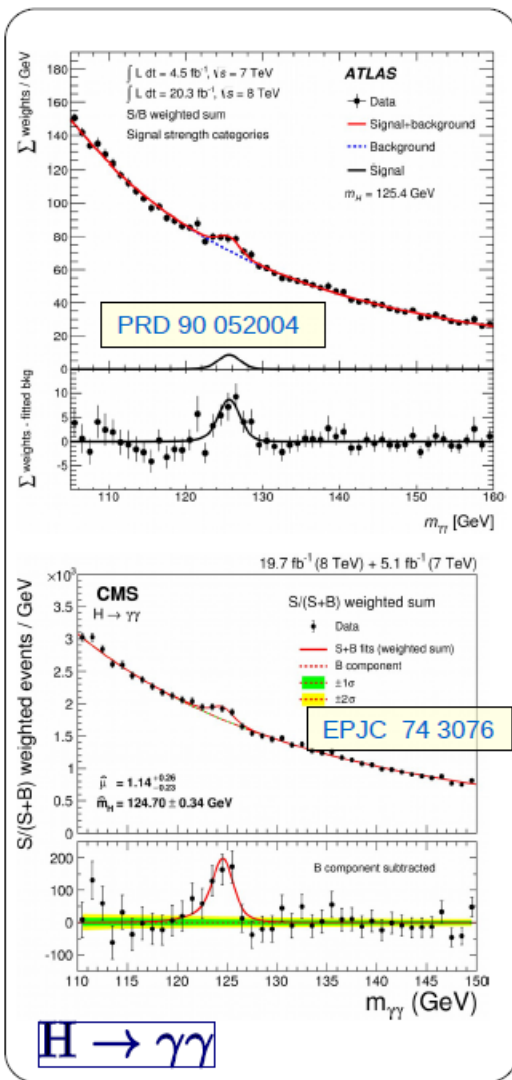 ∫ L dt = 4.5 fb⁻¹, √s = 7 TeV
∫ L dt = 20.3 fb⁻¹, √s = 8 TeV
S/B weighted sum
Signal strength categories
ATLAS
Data
Signal+background
Background
Signal
m_H = 125.4 GeV
∑ weights / GeV
180
160
140
120
100
80
60
40
20
0
PRD 90 052004
∑ weights - fitted bkg
10
5
0
-5
110 120 130 140 150 160
m_γγ [GeV]
19.7 fb⁻¹ (8 TeV) + 5.1 fb⁻¹ (7 TeV)
×10³
CMS
H → γγ
S/(S+B) weighted sum
Data
S+B fits (weighted sum)
B component
±1σ
±2σ
S/(S+B) weighted events / GeV
3.5
3
2.5
2
1.5
1
0.5
0
EPJC 74 3076
μ̂ = 1.14 +0.26 −0.23
m̂_H = 124.70 ± 0.34 GeV
B component subtracted
200
100
0
-100
110 115 120 125 130 135 140 145 150
m_γγ (GeV)
H → γγ